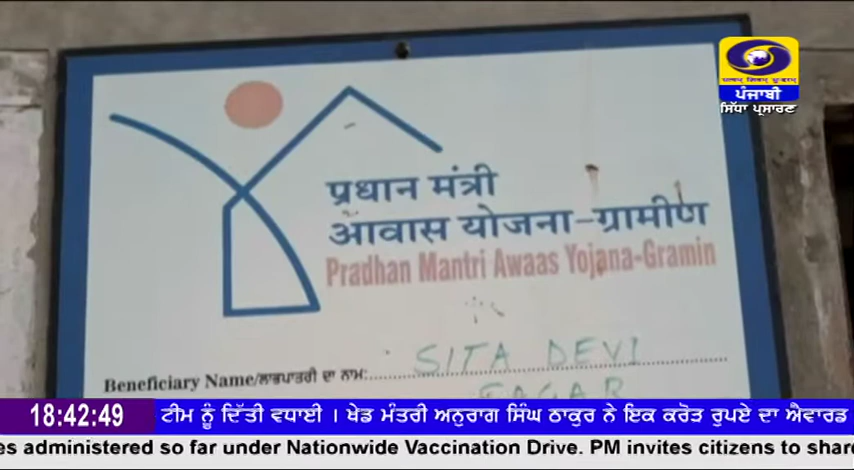 ਪੰਜਾਬੀ
ਸਿੱਧਾ ਪ੍ਰਸਾਰਣ
प्रधान मंत्री
आवास योजना-ग्रामीण
Pradhan Mantri Awaas Yojana-Gramin
Beneficiary Name/ਲਾਭਪਾਤਰੀ ਦਾ ਨਾਮ: SITA DEVI
18:42:49 ਟੀਮ ਨੂੰ ਦਿੱਤੀ ਵਧਾਈ । ਖੇਡ ਮੰਤਰੀ ਅਨੁਰਾਗ ਸਿੰਘ ਠਾਕੁਰ ਨੇ ਇਕ ਕਰੋੜ ਰੁਪਏ ਦਾ ਐਵਾਰਡ
es administered so far under Nationwide Vaccination Drive. PM invites citizens to shar